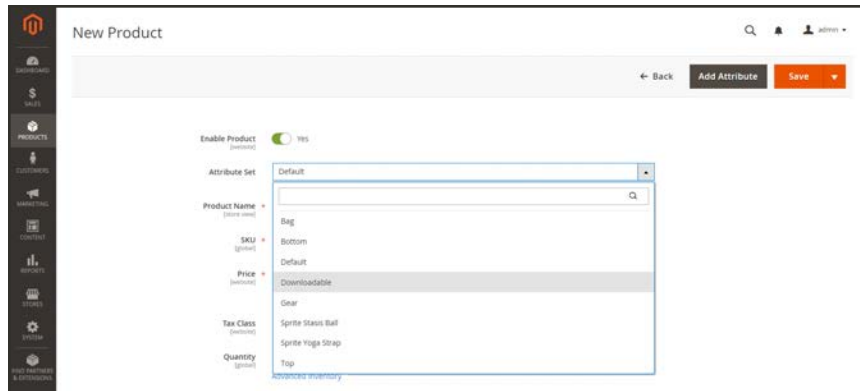 New Product
admin
DASHBOARD
$
SALES
PRODUCTS
CUSTOMERS
MARKETING
CONTENT
REPORTS
STORES
SYSTEM
FIND PARTNERS
& EXTENSIONS
← Back
Add Attribute
Save
Enable Product
[website]
Yes
Attribute Set
Default
Product Name *
[store view]
SKU *
[global]
Price *
[website]
Tax Class
[website]
Quantity
[global]
Bag
Bottom
Default
Downloadable
Gear
Sprite Stasis Ball
Sprite Yoga Strap
Top
Advanced Inventory